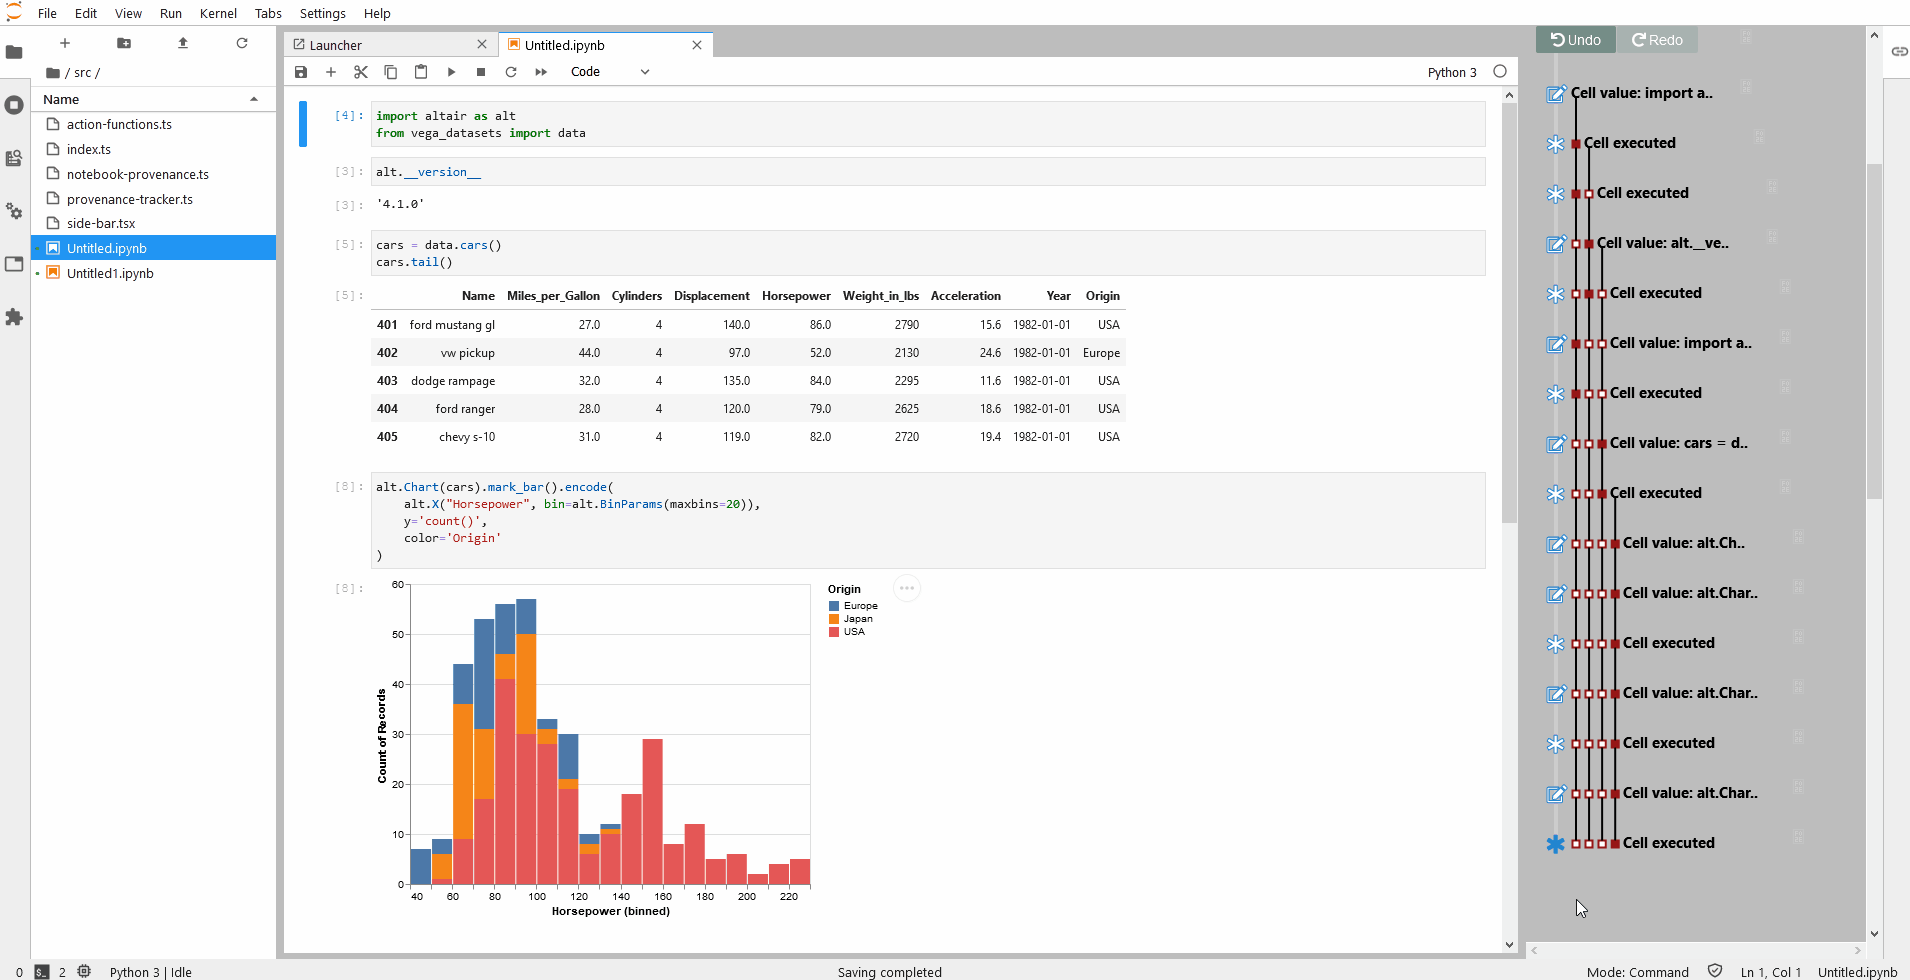 File Edit View Run Kernel Tabs Settings Help
/ src /
Name
action-functions.ts
index.ts
notebook-provenance.ts
provenance-tracker.ts
side-bar.tsx
Untitled.ipynb
Untitled1.ipynb
Launcher
Untitled.ipynb
Code
Python 3
[4]: import altair as alt
from vega_datasets import data
[3]: alt.__version__
[3]: '4.1.0'
[5]: cars = data.cars()
cars.tail()
[5]: Name Miles_per_Gallon Cylinders Displacement Horsepower Weight_in_lbs Acceleration Year Origin
401 ford mustang gl 27.0 4 140.0 86.0 2790 15.6 1982-01-01 USA
402 vw pickup 44.0 4 97.0 52.0 2130 24.6 1982-01-01 Europe
403 dodge rampage 32.0 4 135.0 84.0 2295 11.6 1982-01-01 USA
404 ford ranger 28.0 4 120.0 79.0 2625 18.6 1982-01-01 USA
405 chevy s-10 31.0 4 119.0 82.0 2720 19.4 1982-01-01 USA
[8]: alt.Chart(cars).mark_bar().encode(
alt.X("Horsepower", bin=alt.BinParams(maxbins=20)),
y='count()',
color='Origin'
)
[8]:
60
50
40
30
20
10
0
Count of Records
40 60 80 100 120 140 160 180 200 220
Horsepower (binned)
Origin
Europe
Japan
USA
Undo Redo
Cell value: import a..
Cell executed
Cell executed
Cell value: alt.__ve..
Cell executed
Cell value: import a..
Cell executed
Cell value: cars = d..
Cell executed
Cell value: alt.Ch..
Cell value: alt.Char..
Cell executed
Cell value: alt.Char..
Cell executed
Cell value: alt.Char..
Cell executed
0 $_ 2 Python 3 | Idle Saving completed Mode: Command Ln 1, Col 1 Untitled.ipynb